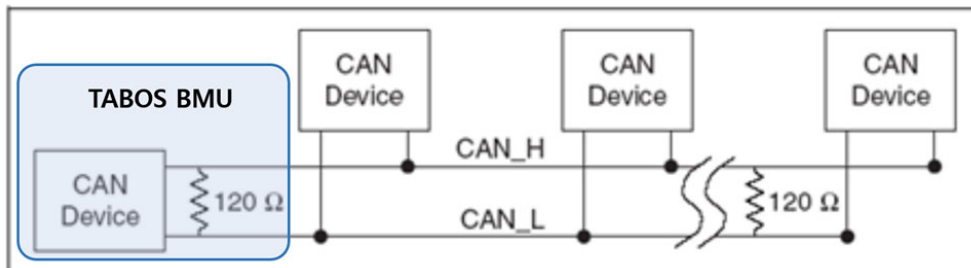 TABOS BMU
CAN
Device
120 Ω
CAN
Device
CAN_H
CAN_L
CAN
Device
120 Ω
CAN
Device